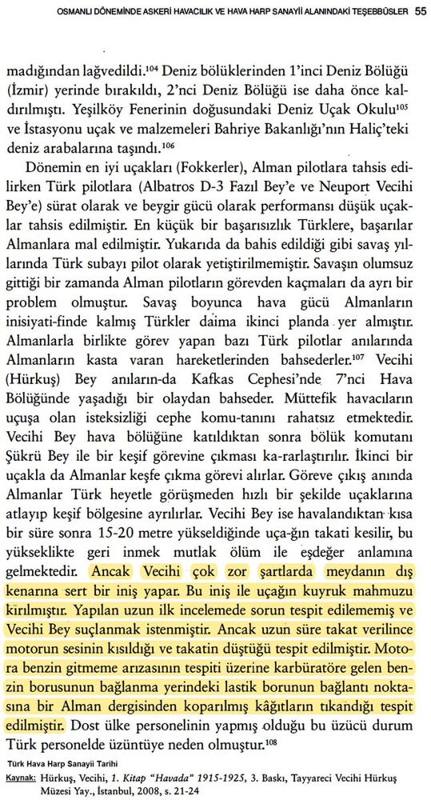 OSMANLI DÖNEMİNDE ASKERİ HAVACILIK VE HAVA HARP SANAYİİ ALANINDAKİ TEŞEBBÜSLER 55
madığından lağvedildi.¹⁰⁴ Deniz bölüklerinden 1’inci Deniz Bölüğü
(İzmir) yerinde bırakıldı, 2’nci Deniz Bölüğü ise daha önce kal-
dırılmıştı. Yeşilköy Fenerinin doğusundaki Deniz Uçak Okulu¹⁰⁵
ve İstasyonu uçak ve malzemeleri Bahriye Bakanlığı’nın Haliç’teki
deniz arabalarına taşındı.¹⁰⁶
Dönemin en iyi uçakları (Fokkerler), Alman pilotlara tahsis edi-
lirken Türk pilotlara (Albatros D-3 Fazıl Bey’e ve Neuport Vecihi
Bey’e) sürat olarak ve beygir gücü olarak performansı düşük uçak-
lar tahsis edilmiştir. En küçük bir başarısızlık Türklere, başarılar
Almanlara mal edilmiştir. Yukarıda da bahis edildiği gibi savaş yıl-
larında Türk subayı pilot olarak yetiştirilmemiştir. Savaşın olumsuz
gittiği bir zamanda Alman pilotların görevden kaçmaları da ayrı bir
problem olmuştur. Savaş boyunca hava gücü Almanların
inisiyati-finde kalmış Türkler daima ikinci planda yer almıştır.
Almanlarla birlikte görev yapan bazı Türk pilotlar anılarında
Almanların kasta varan hareketlerinden bahsederler.¹⁰⁷ Vecihi
(Hürkuş) Bey anıların-da Kafkas Cephesi’nde 7’nci Hava
Bölüğünde yaşadığı bir olaydan bahseder. Müttefik havacıların
uçuşa olan isteksizliği cephe komu-tanını rahatsız etmektedir.
Vecihi Bey hava bölüğüne katıldıktan sonra bölük komutanı
Şükrü Bey ile bir keşif görevine çıkması ka-rarlaştırılır. İkinci bir
uçakla da Almanlar keşfe çıkma görevi alırlar. Göreve çıkış anında
Almanlar Türk heyetle görüşmeden hızlı bir şekilde uçaklarına
atlayıp keşif bölgesine ayrılırlar. Vecihi Bey ise havalandıktan kısa
bir süre sonra 15-20 metre yükseldiğinde uça-ğın takati kesilir, bu
yükseklikte geri inmek mutlak ölüm ile eşdeğer anlamına
gelmektedir. Ancak Vecihi çok zor şartlarda meydanın dış
kenarına sert bir iniş yapar. Bu iniş ile uçağın kuyruk mahmuzu
kırılmıştır. Yapılan uzun ilk incelemede sorun tespit edilememiş ve
Vecihi Bey suçlanmak istenmiştir. Ancak uzun süre takat verilince
motorun sesinin kısıldığı ve takatin düştüğü tespit edilmiştir. Moto-
ra benzin gitmeme arızasının tespiti üzerine karbüratöre gelen ben-
zin borusunun bağlanma yerindeki lastik borunun bağlantı nokta-
sına bir Alman dergisinden koparılmış kâğıtların tıkandığı tespit
edilmiştir. Dost ülke personelinin yapmış olduğu bu üzücü durum
Türk personelde üzüntüye neden olmuştur.¹⁰⁸
Türk Hava Harp Sanayii Tarihi
Kaynak: Hürkuş, Vecihi, 1. Kitap “Havada” 1915-1925, 3. Baskı, Tayyareci Vecihi Hürkuş
Müzesi Yay., İstanbul, 2008, s. 21-24